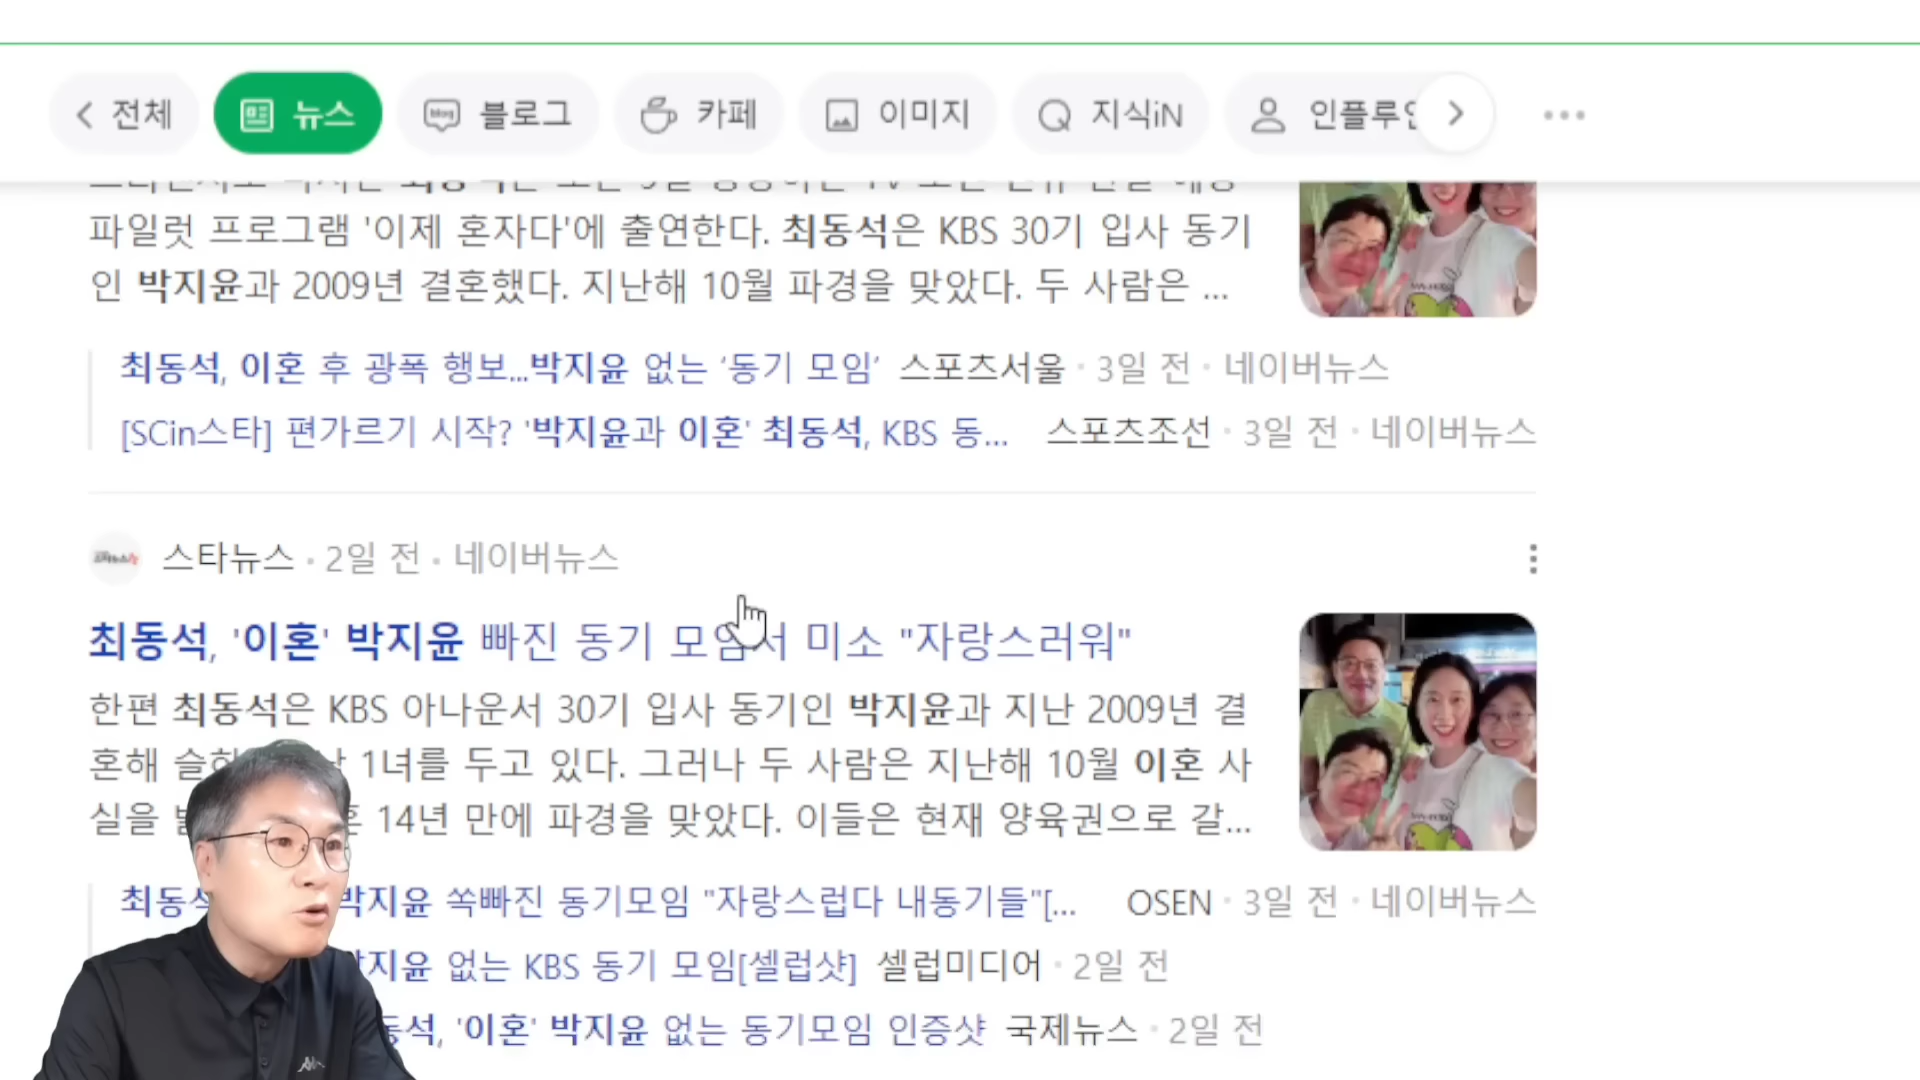 전체 뉴스 블로그 카페 이미지 지식iN 인플루언
파일럿 프로그램 '이제 혼자다'에 출연한다. 최동석은 KBS 30기 입사 동기
인 박지윤과 2009년 결혼했다. 지난해 10월 파경을 맞았다. 두 사람은 ...
최동석, 이혼 후 광폭 행보...박지윤 없는 ‘동기 모임’ 스포츠서울 · 3일 전 · 네이버뉴스
[SCin스타] 편가르기 시작? '박지윤과 이혼' 최동석, KBS 동... 스포츠조선 · 3일 전 · 네이버뉴스
스타뉴스 · 2일 전 · 네이버뉴스
최동석, '이혼' 박지윤 빠진 동기 모임서 미소 "자랑스러워"
한편 최동석은 KBS 아나운서 30기 입사 동기인 박지윤과 지난 2009년 결
혼해 1녀를 두고 있다. 그러나 두 사람은 지난해 10월 이혼 사
실을 14년 만에 파경을 맞았다. 이들은 현재 양육권으로 갈...
최동석 박지윤 쏙빠진 동기모임 "자랑스럽다 내동기들"[... OSEN · 3일 전 · 네이버뉴스
박지윤 없는 KBS 동기 모임[셀럽샷] 셀럽미디어 · 2일 전
동석, '이혼' 박지윤 없는 동기모임 인증샷 국제뉴스 · 2일 전